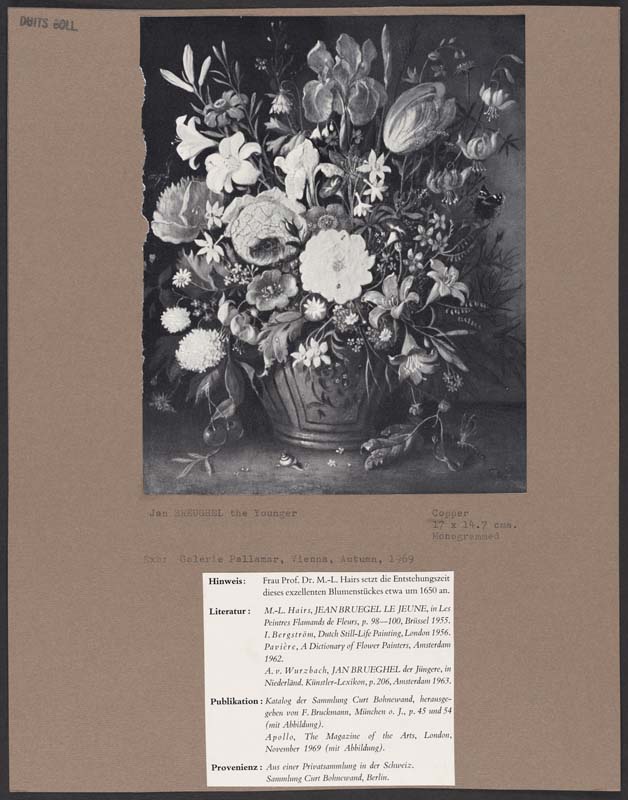 DUITS COLL.
Jan BREUGHEL the Younger
Copper
17 x 14.7 cms.
Monogrammed
Exh: Galerie Pallamar, Vienna, Autumn, 1969
Hinweis: Frau Prof. Dr. M.-L. Hairs setzt die Entstehungszeit
dieses exzellenten Blumenstückes etwa um 1650 an.
Literatur: M.-L. Hairs, JEAN BRUEGEL LE JEUNE, in Les
Peintres Flamands de Fleurs, p. 98—100, Brüssel 1955.
I. Bergström, Dutch Still-Life Painting, London 1956.
Pavière, A Dictionary of Flower Painters, Amsterdam
1962.
A. v. Wurzbach, JAN BRUEGHEL der Jüngere, in
Niederländ. Künstler-Lexikon, p. 206, Amsterdam 1963.
Publikation: Katalog der Sammlung Curt Bohnewand, herausge-
geben von F. Bruckmann, München o. J., p. 45 und 54
(mit Abbildung).
Apollo, The Magazine of the Arts, London,
November 1969 (mit Abbildung).
Provenienz: Aus einer Privatsammlung in der Schweiz.
Sammlung Curt Bohnewand, Berlin.